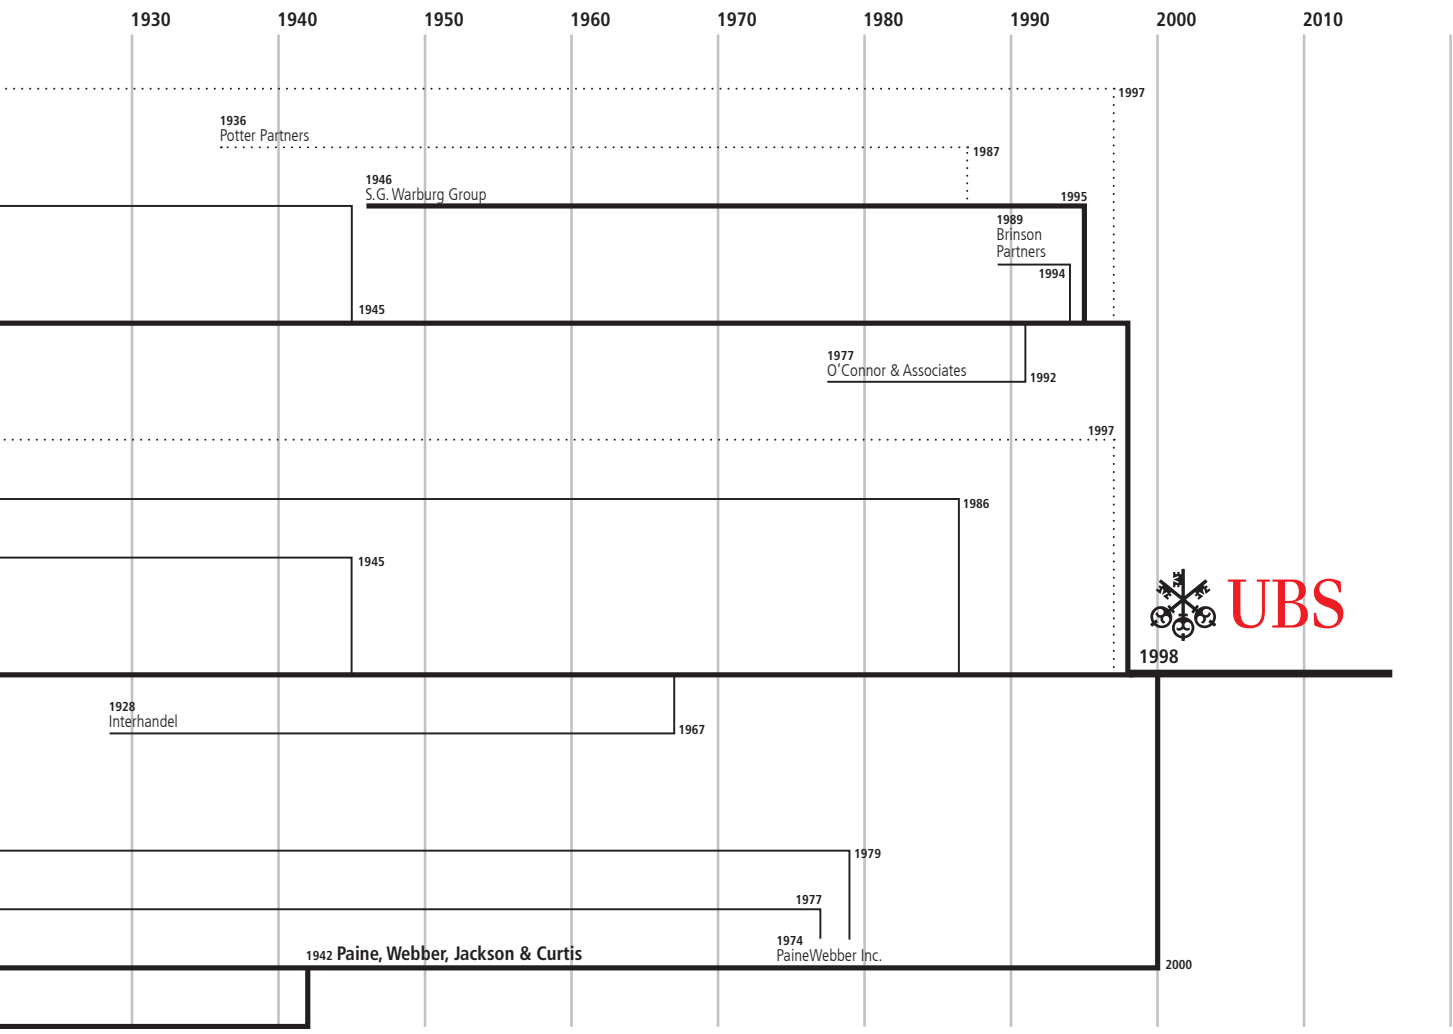 1930 1940 1950 1960 1970 1980 1990 2000 2010
1997
1936
Potter Partners
1987
1946
S.G. Warburg Group
1995
1989
Brinson
Partners
1994
1945
1977
O’Connor & Associates
1992
1997
1986
1945
UBS
1998
1928
Interhandel
1967
1979
1977
1974
PaineWebber Inc.
1942 Paine, Webber, Jackson & Curtis
2000